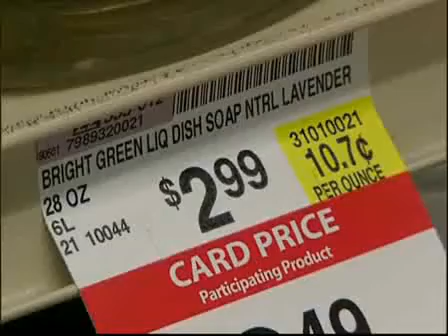 7989320021
BRIGHT GREEN LIQ DISH SOAP NTRL LAVENDER
28 OZ
6L
21 10044
$2.99
31010021
10.7¢
PER OUNCE
CARD PRICE
Participating Product
49